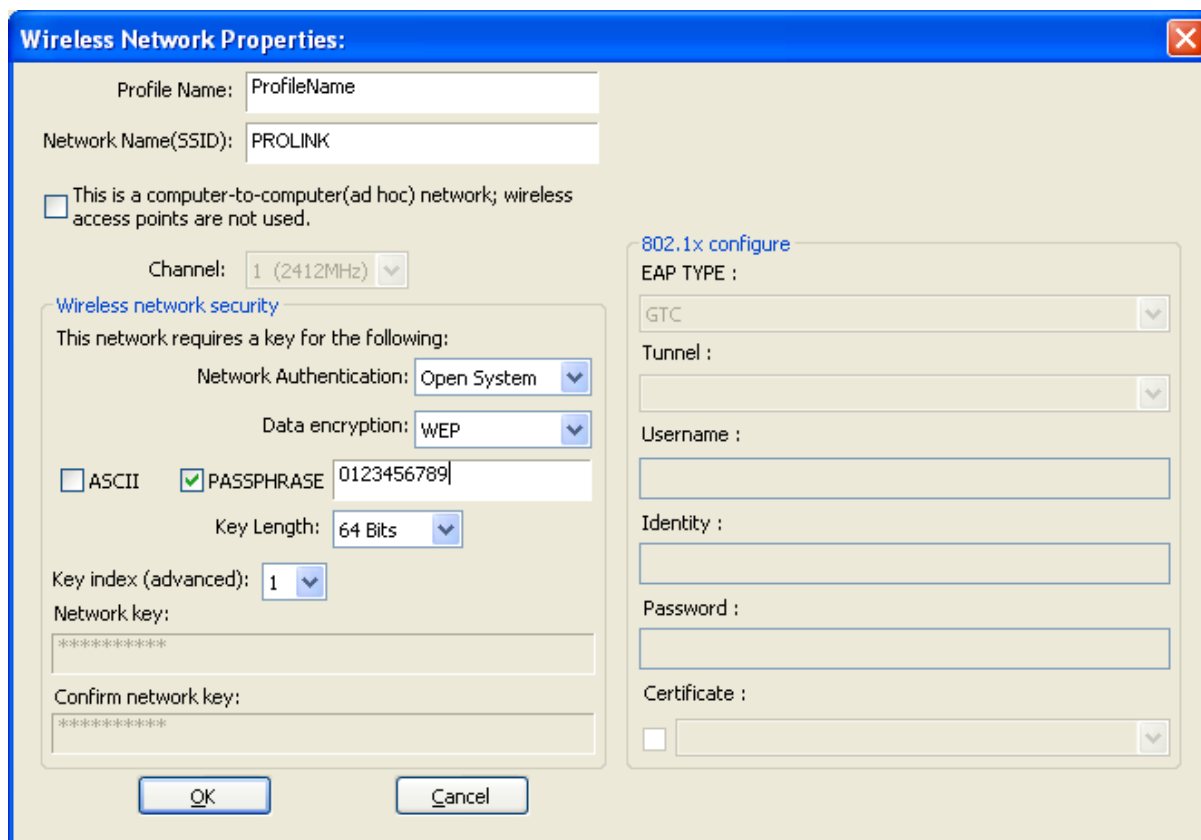 Wireless Network Properties:
Profile Name: ProfileName
Network Name(SSID): PROLINK
This is a computer-to-computer(ad hoc) network; wireless
access points are not used.
Channel: 1 (2412MHz)
Wireless network security
This network requires a key for the following:
Network Authentication: Open System
Data encryption: WEP
ASCII PASSPHRASE 0123456789
Key Length: 64 Bits
Key index (advanced): 1
Network key:
**********
Confirm network key:
**********
OK Cancel
802.1x configure
EAP TYPE :
GTC
Tunnel :
Username :
Identity :
Password :
Certificate :